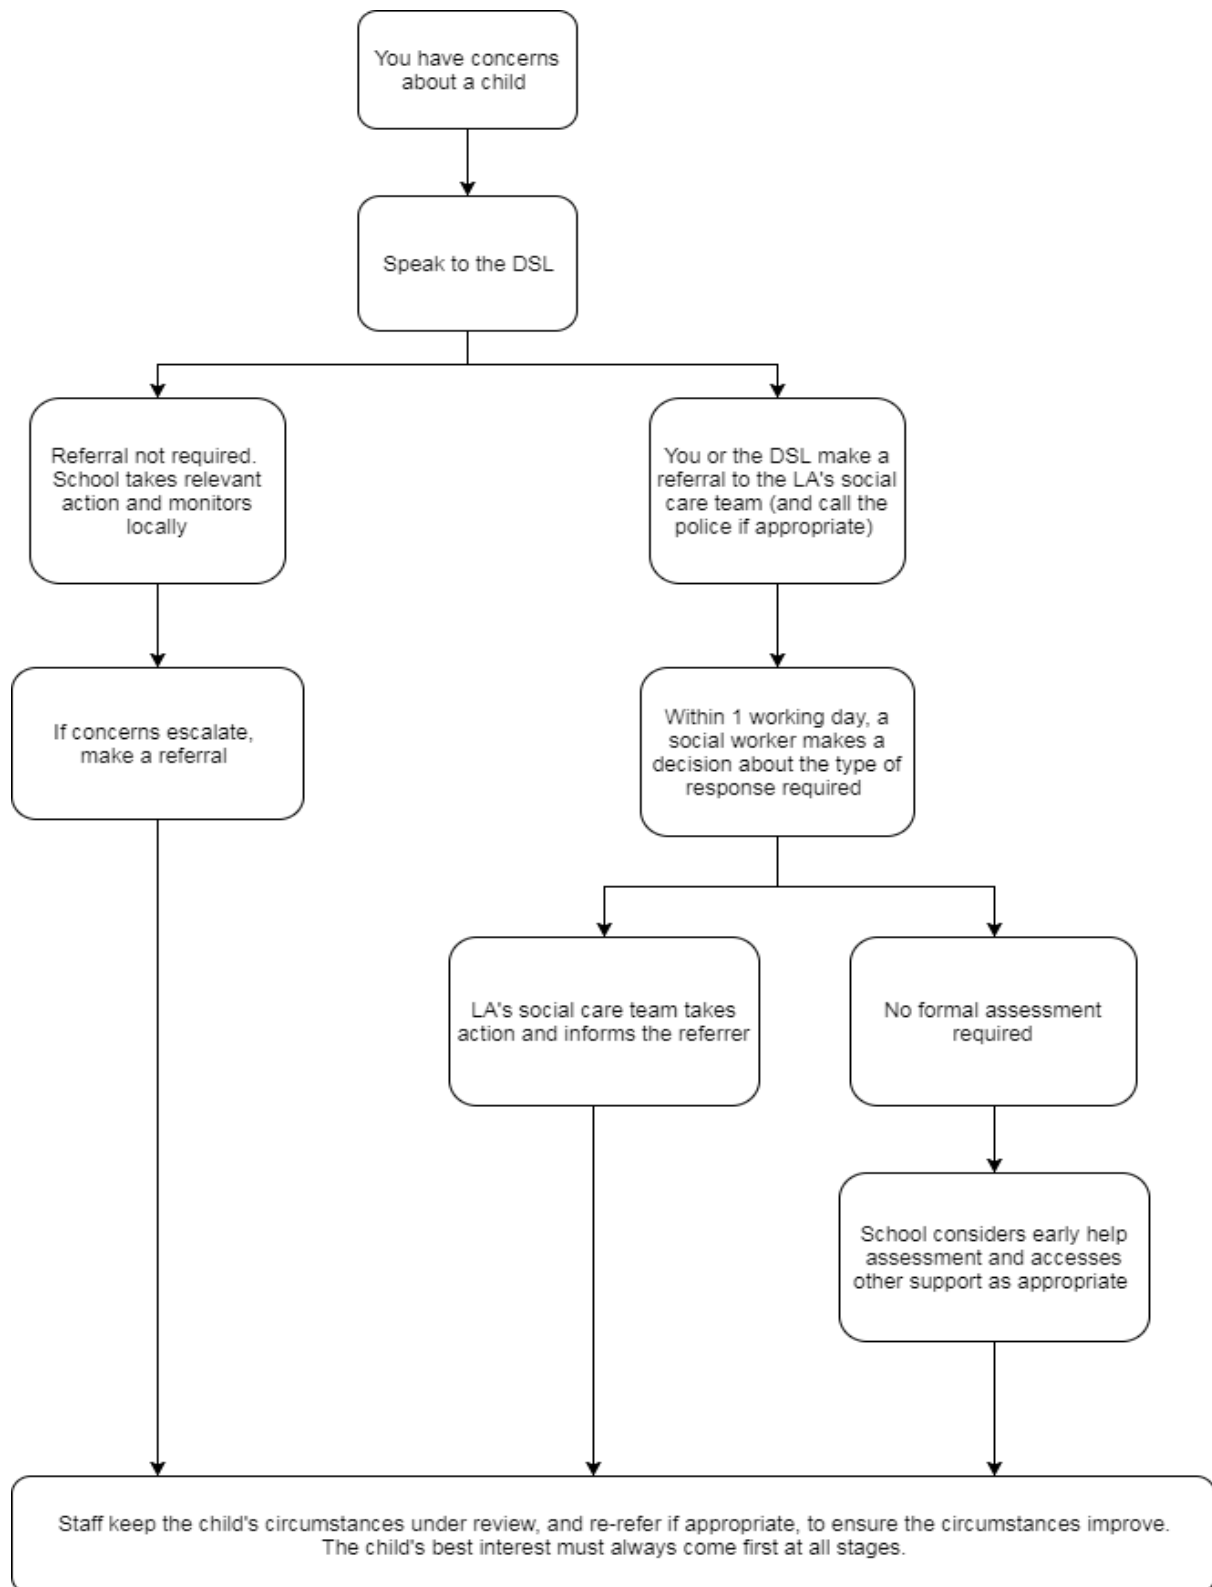 You have concerns
about a child
Speak to the DSL
Referral not required.
School takes relevant
action and monitors
locally
You or the DSL make a
referral to the LA's social
care team (and call the
police if appropriate)
If concerns escalate,
make a referral
Within 1 working day, a
social worker makes a
decision about the type of
response required
LA's social care team takes
action and informs the referrer
No formal assessment
required
School considers early help
assessment and accesses
other support as appropriate
Staff keep the child's circumstances under review, and re-refer if appropriate, to ensure the circumstances improve.
The child's best interest must always come first at all stages.